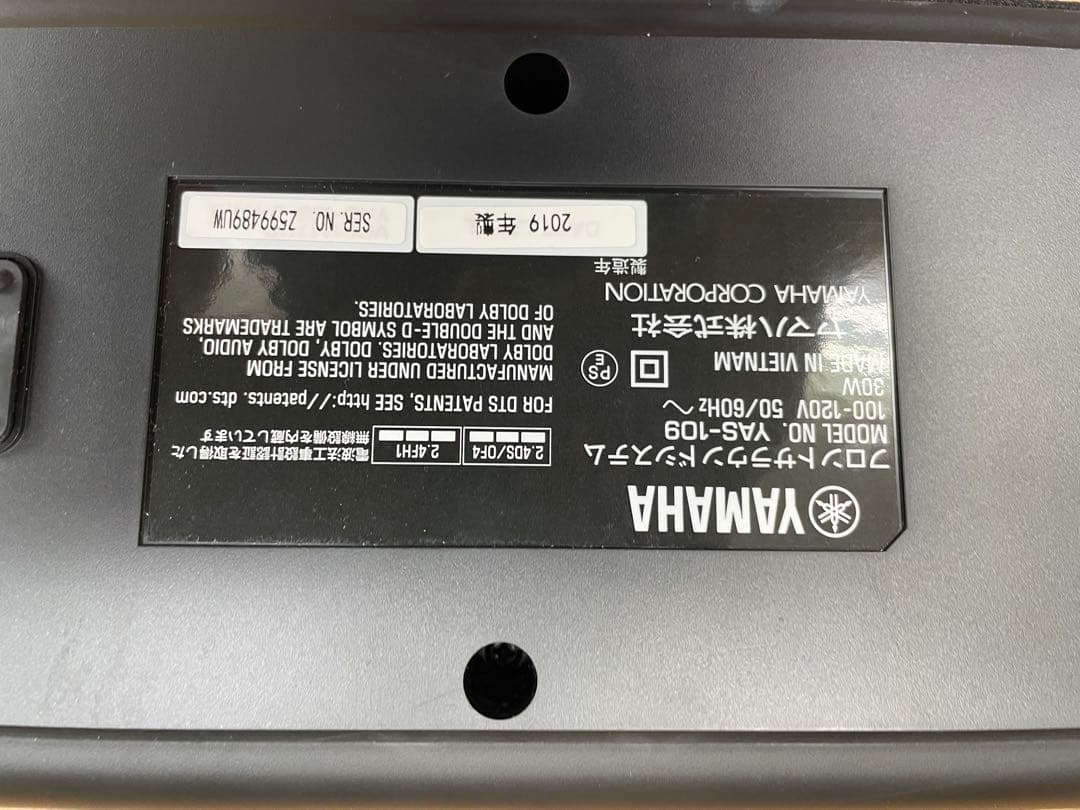 YAMAHA
フロントサラウンドシステム
MODEL NO. YAS-109
100-120V ～ 50/60Hz
30W
MADE IN VIETNAM
PS
E
ヤマハ株式会社
YAMAHA CORPORATION
製造年
2019 年製
2.4DS/OF4
2.4FH1
電波法工事設計認証を取得した
無線設備を内蔵しています
FOR DTS PATENTS, SEE http://patents.dts.com
MANUFACTURED UNDER LICENSE FROM
DOLBY LABORATORIES. DOLBY, DOLBY AUDIO,
AND THE DOUBLE-D SYMBOL ARE TRADEMARKS
OF DOLBY LABORATORIES.
SER. NO. Z599489UW